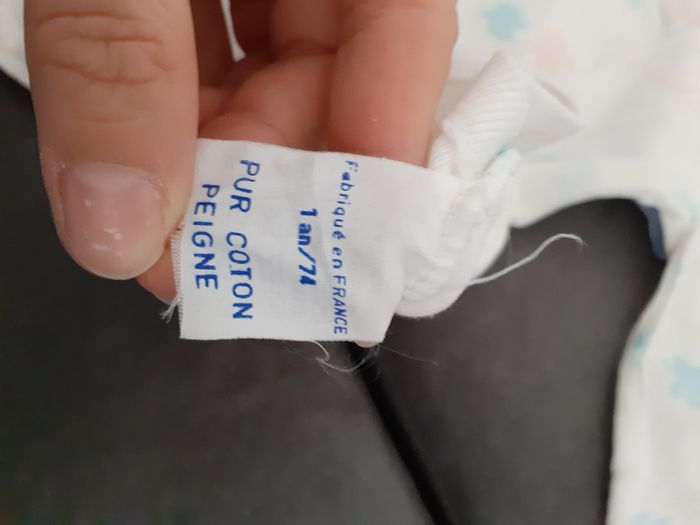 Fabriqué en FRANCE
1 an/74
PUR COTON
PEIGNE